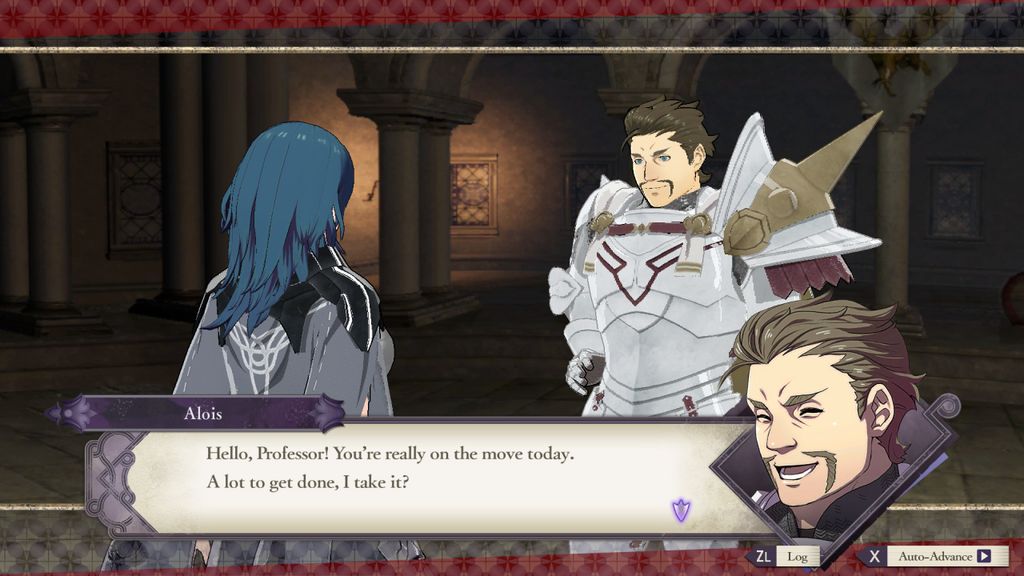 Alois
Hello, Professor! You're really on the move today.
A lot to get done, I take it?
ZL Log X Auto-Advance